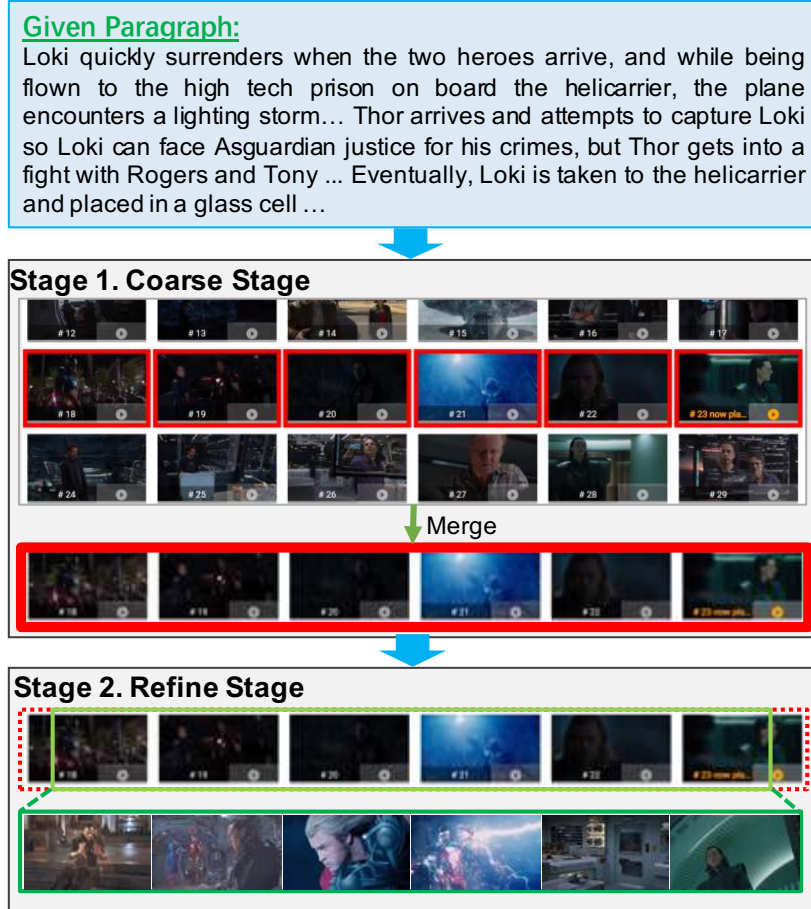 Given Paragraph:
Loki quickly surrenders when the two heroes arrive, and while being
flown to the high tech prison on board the helicarrier, the plane
encounters a lighting storm… Thor arrives and attempts to capture Loki
so Loki can face Asguardian justice for his crimes, but Thor gets into a
fight with Rogers and Tony ... Eventually, Loki is taken to the helicarrier
and placed in a glass cell …
Stage 1. Coarse Stage
# 12 # 13 # 14 # 15 # 16 # 17
# 18 # 19 # 20 # 21 # 22 # 23 now pla...
# 24 # 25 # 26 # 27 # 28 # 29
Merge
# 18 # 19 # 20 # 21 # 22 # 23 now pla...
Stage 2. Refine Stage
# 18 # 19 # 20 # 21 # 22 # 23 now pla...